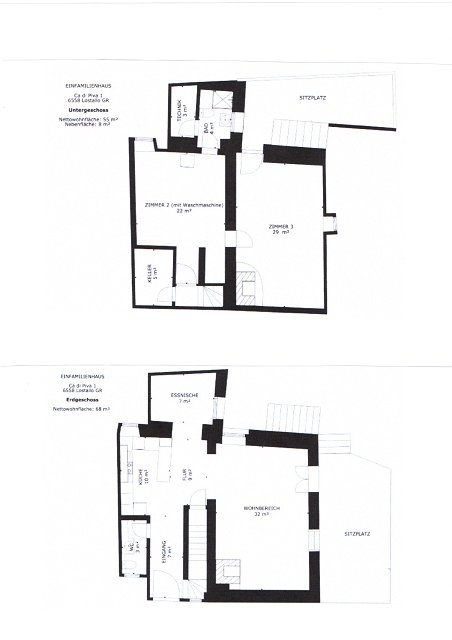 EINFAMILIENHAUS
Ca di Piva 1
6558 Lostallo GR
Untergeschoss
Nettowohnfläche: 55 m²
Nebenfläche: 8 m²
SITZPLATZ
TECHNIK
3 m²
BAD
4 m²
ZIMMER 2 (mit Waschmaschine)
22 m²
ZIMMER 3
29 m²
KELLER
5 m²
EINFAMILIENHAUS
Ca di Piva 1
6558 Lostallo GR
Erdgeschoss
Nettowohnfläche: 68 m²
ESSNISCHE
7 m²
KÜCHE
10 m²
FLUR
9 m²
WOHNBEREICH
32 m²
SITZPLATZ
WC
3 m²
EINGANG
7 m²